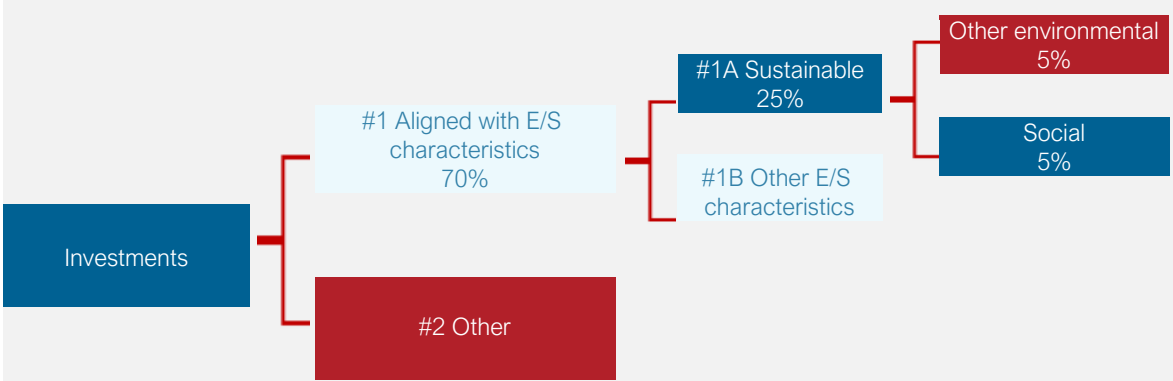 Investments
#1 Aligned with E/S
characteristics
70%
#2 Other
#1A Sustainable
25%
#1B Other E/S
characteristics
Other environmental
5%
Social
5%